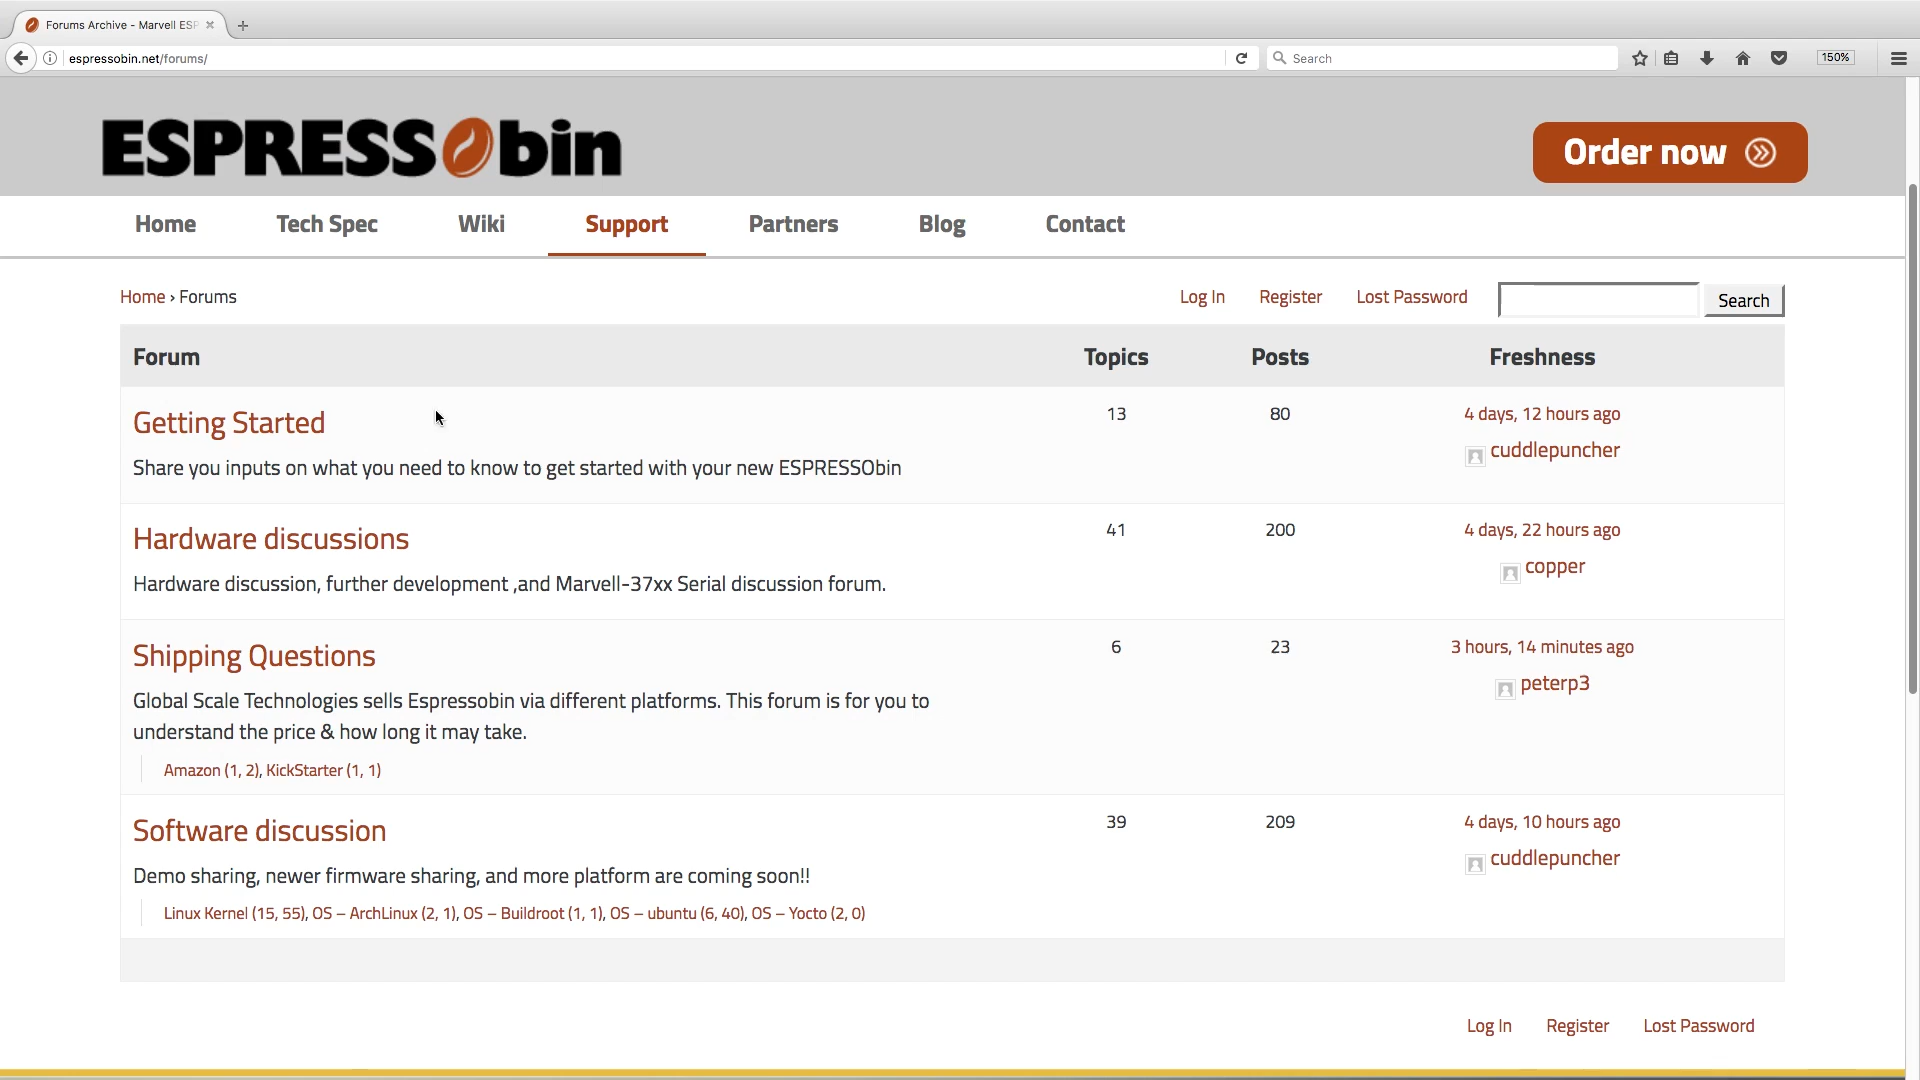 Forums Archive - Marvell ESP
espressobin.net/forums/
Search
150%
ESPRESSObin
Order now
Home Tech Spec Wiki Support Partners Blog Contact
Home › Forums
Log In Register Lost Password
Search
Forum Topics Posts Freshness
Getting Started 13 80 4 days, 12 hours ago
cuddlepuncher
Share you inputs on what you need to know to get started with your new ESPRESSObin
Hardware discussions 41 200 4 days, 22 hours ago
copper
Hardware discussion, further development ,and Marvell-37xx Serial discussion forum.
Shipping Questions 6 23 3 hours, 14 minutes ago
peterp3
Global Scale Technologies sells Espressobin via different platforms. This forum is for you to
understand the price & how long it may take.
Amazon (1, 2), KickStarter (1, 1)
Software discussion 39 209 4 days, 10 hours ago
cuddlepuncher
Demo sharing, newer firmware sharing, and more platform are coming soon!!
Linux Kernel (15, 55), OS – ArchLinux (2, 1), OS – Buildroot (1, 1), OS – ubuntu (6, 40), OS – Yocto (2, 0)
Log In Register Lost Password